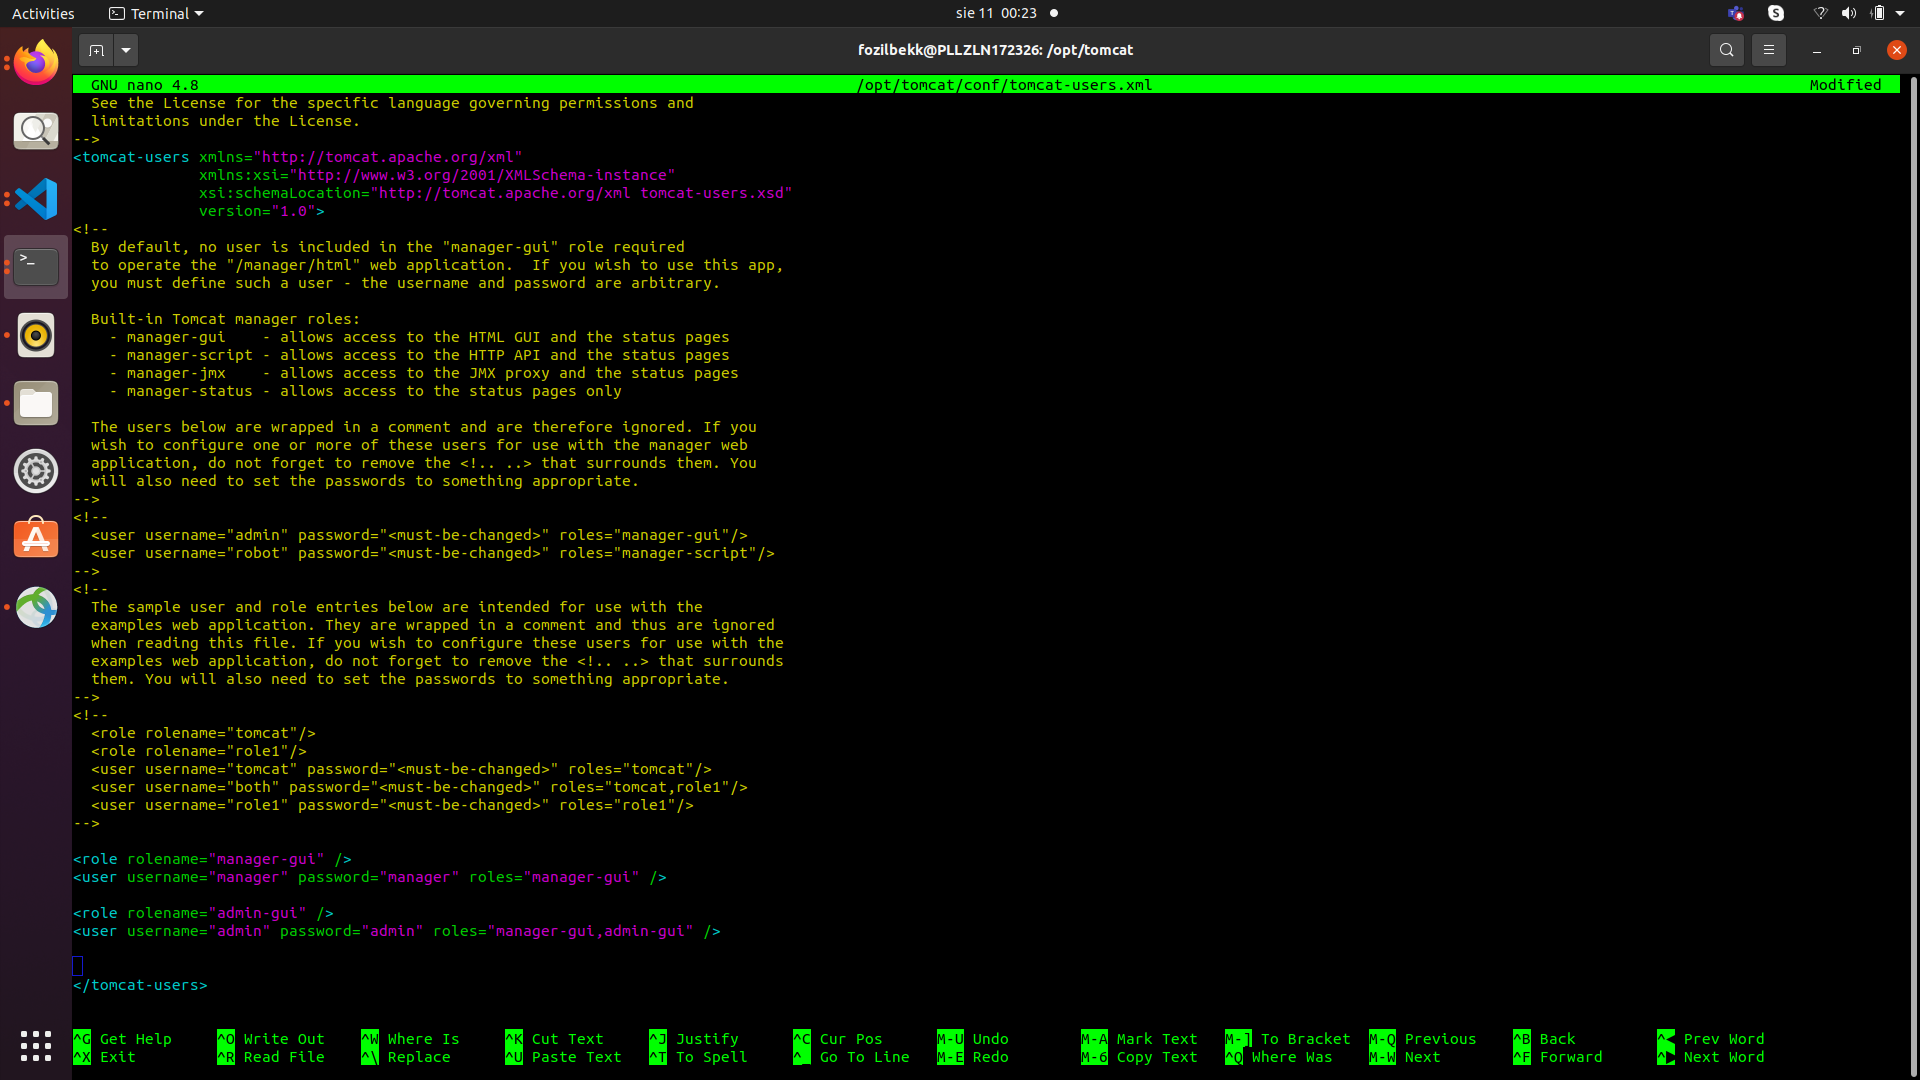 Activities
Terminal
sie 11 00:23
fozilbekk@PLLZLN172326: /opt/tomcat
GNU nano 4.8 /opt/tomcat/conf/tomcat-users.xml Modified
See the License for the specific language governing permissions and
limitations under the License.
-->
<tomcat-users xmlns="http://tomcat.apache.org/xml"
xmlns:xsi="http://www.w3.org/2001/XMLSchema-instance"
xsi:schemaLocation="http://tomcat.apache.org/xml tomcat-users.xsd"
version="1.0">
<!--
By default, no user is included in the "manager-gui" role required
to operate the "/manager/html" web application.  If you wish to use this app,
you must define such a user - the username and password are arbitrary.
Built-in Tomcat manager roles:
- manager-gui    - allows access to the HTML GUI and the status pages
- manager-script - allows access to the HTTP API and the status pages
- manager-jmx    - allows access to the JMX proxy and the status pages
- manager-status - allows access to the status pages only
The users below are wrapped in a comment and are therefore ignored. If you
wish to configure one or more of these users for use with the manager web
application, do not forget to remove the <!.. ..> that surrounds them. You
will also need to set the passwords to something appropriate.
-->
<!--
<user username="admin" password="<must-be-changed>" roles="manager-gui"/>
<user username="robot" password="<must-be-changed>" roles="manager-script"/>
-->
<!--
The sample user and role entries below are intended for use with the
examples web application. They are wrapped in a comment and thus are ignored
when reading this file. If you wish to configure these users for use with the
examples web application, do not forget to remove the <!.. ..> that surrounds
them. You will also need to set the passwords to something appropriate.
-->
<!--
<role rolename="tomcat"/>
<role rolename="role1"/>
<user username="tomcat" password="<must-be-changed>" roles="tomcat"/>
<user username="both" password="<must-be-changed>" roles="tomcat,role1"/>
<user username="role1" password="<must-be-changed>" roles="role1"/>
-->
<role rolename="manager-gui" />
<user username="manager" password="manager" roles="manager-gui" />
<role rolename="admin-gui" />
<user username="admin" password="admin" roles="manager-gui,admin-gui" />
</tomcat-users>
^G Get Help ^O Write Out ^W Where Is ^K Cut Text ^J Justify ^C Cur Pos M-U Undo M-A Mark Text M-] To Bracket M-Q Previous ^B Back ^◀ Prev Word
^X Exit ^R Read File ^\ Replace ^U Paste Text ^T To Spell ^_ Go To Line M-E Redo M-6 Copy Text ^Q Where Was M-W Next ^F Forward ^▶ Next Word